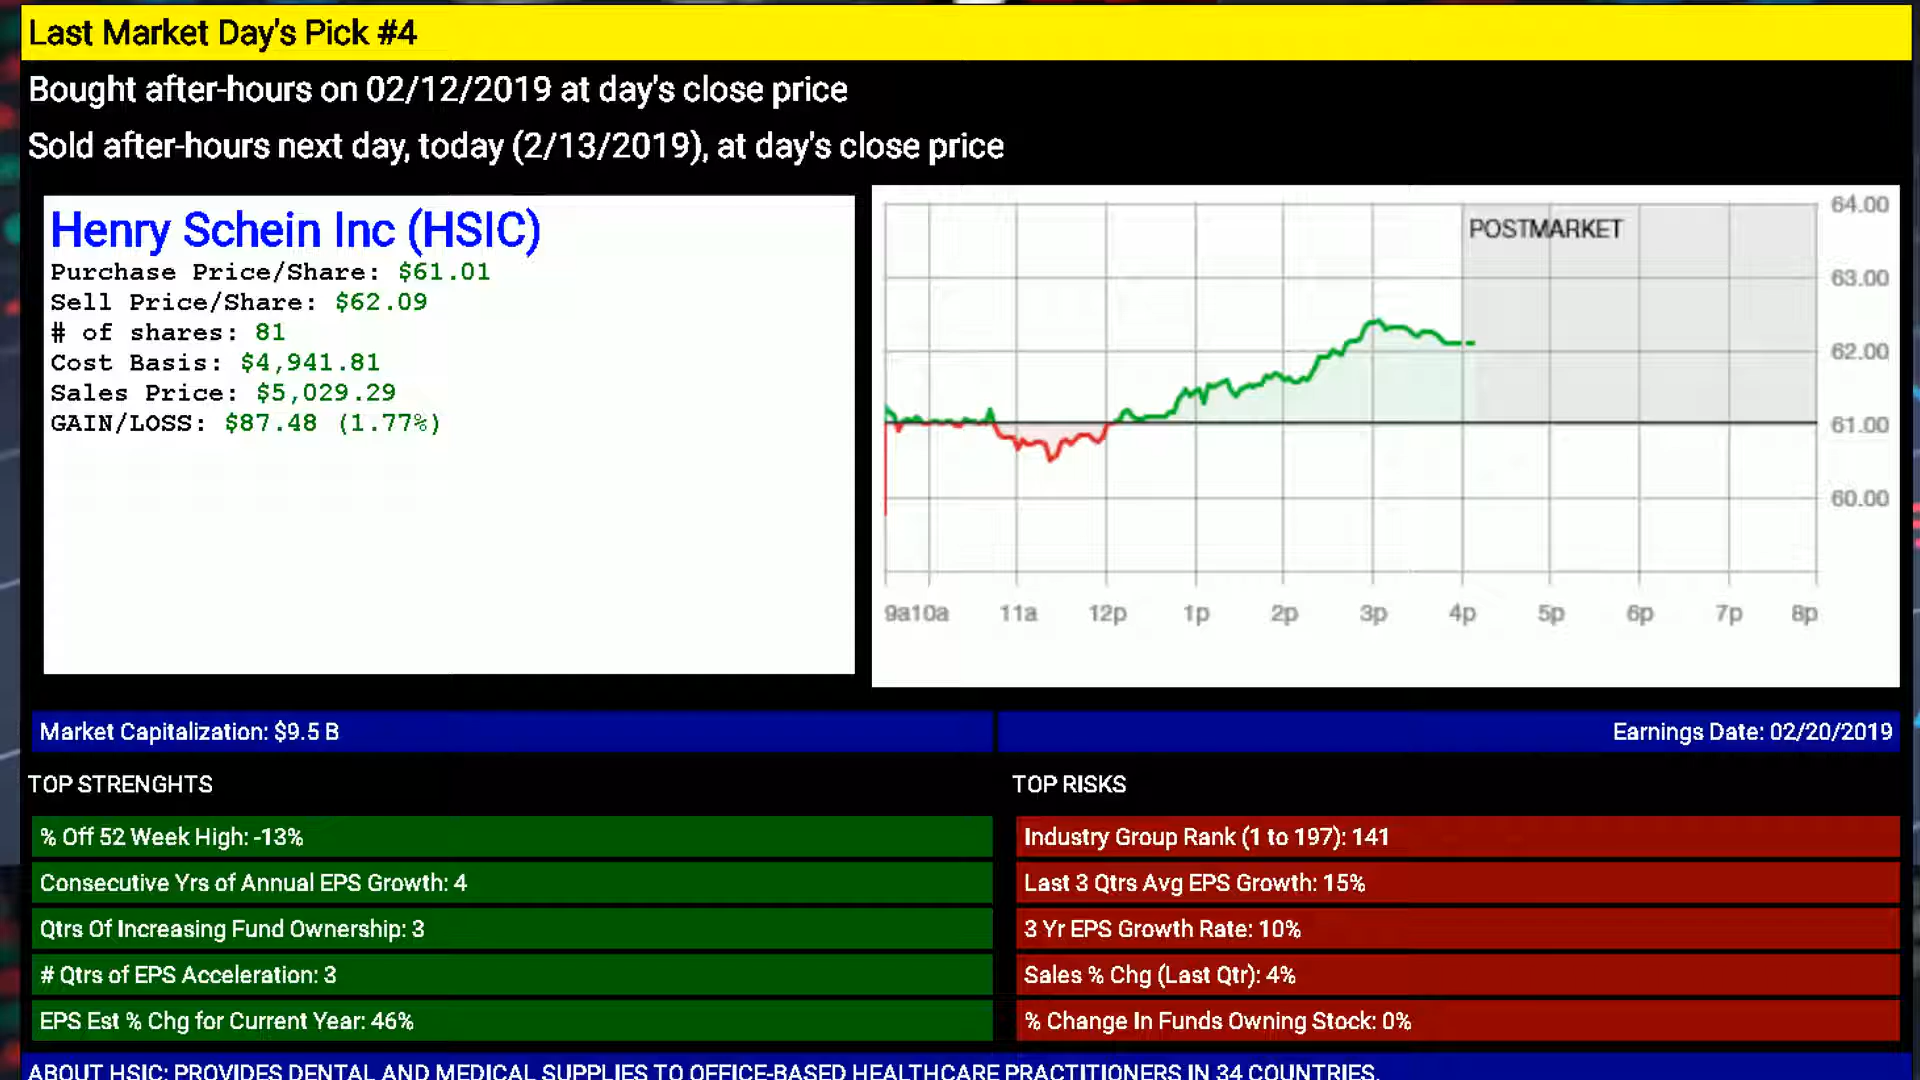 Last Market Day's Pick #4
Bought after-hours on 02/12/2019 at day's close price
Sold after-hours next day, today (2/13/2019), at day's close price
Henry Schein Inc (HSIC)
Purchase Price/Share: $61.01
Sell Price/Share: $62.09
# of shares: 81
Cost Basis: $4,941.81
Sales Price: $5,029.29
GAIN/LOSS: $87.48 (1.77%)
POSTMARKET
64.00
63.00
62.00
61.00
60.00
9a10a 11a 12p 1p 2p 3p 4p 5p 6p 7p 8p
Market Capitalization: $9.5 B
Earnings Date: 02/20/2019
TOP STRENGHTS
% Off 52 Week High: -13%
Consecutive Yrs of Annual EPS Growth: 4
Qtrs Of Increasing Fund Ownership: 3
# Qtrs of EPS Acceleration: 3
EPS Est % Chg for Current Year: 46%
TOP RISKS
Industry Group Rank (1 to 197): 141
Last 3 Qtrs Avg EPS Growth: 15%
3 Yr EPS Growth Rate: 10%
Sales % Chg (Last Qtr): 4%
% Change In Funds Owning Stock: 0%
ABOUT HSIC: PROVIDES DENTAL AND MEDICAL SUPPLIES TO OFFICE-BASED HEALTHCARE PRACTITIONERS IN 34 COUNTRIES.